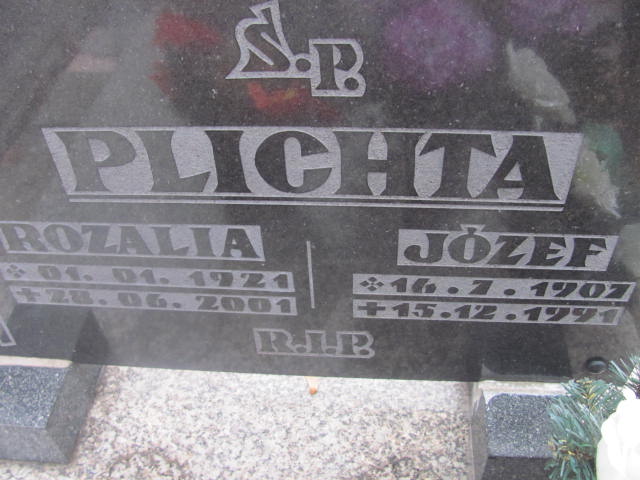 Ś.P.
PLICHTA
ROZALIA
01. 01. 1921
+28. 06. 2001
JÓZEF
16. 7. 1907
+15.12.1991
R.I.P.